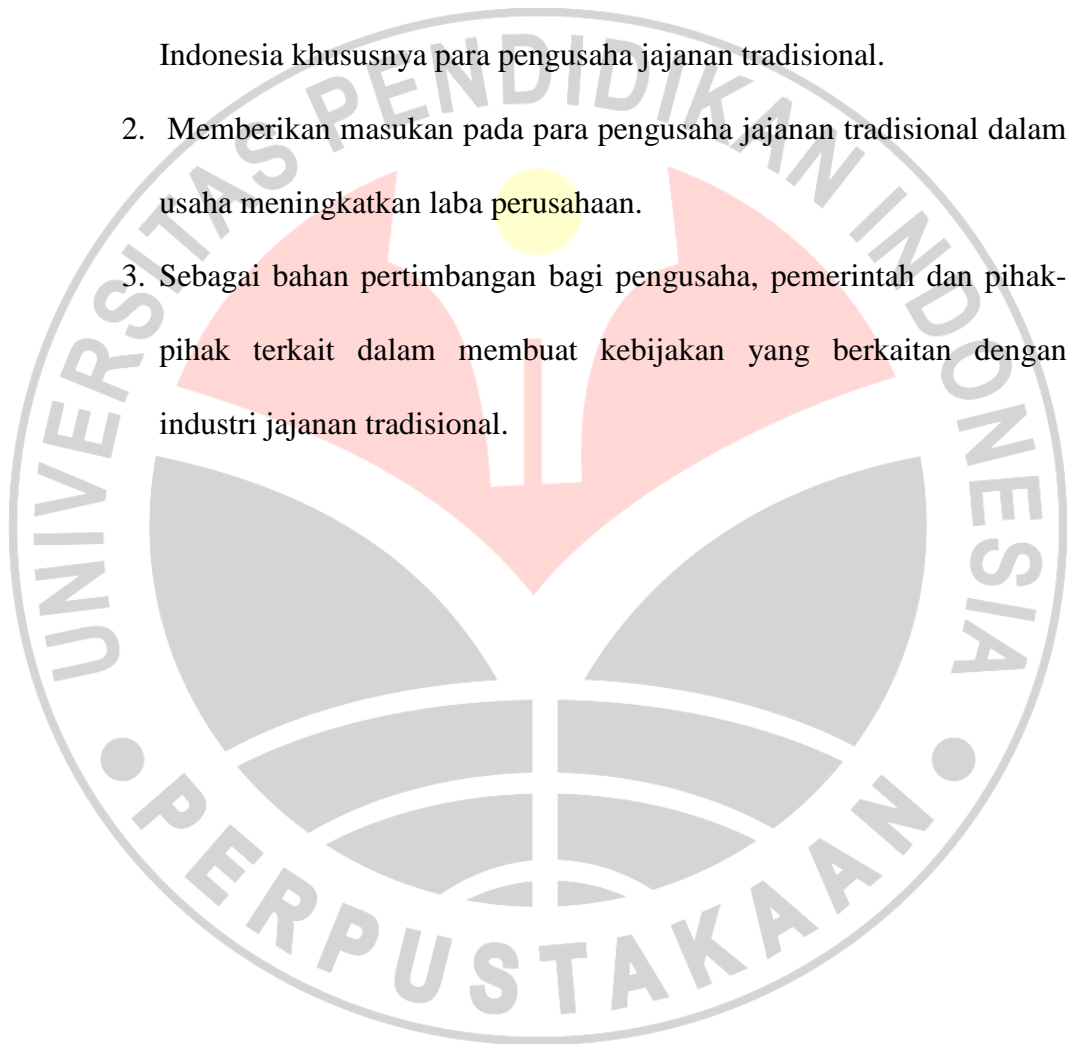 Indonesia khususnya para pengusaha jajanan tradisional.
2. Memberikan masukan pada para pengusaha jajanan tradisional dalam
usaha meningkatkan laba perusahaan.
3. Sebagai bahan pertimbangan bagi pengusaha, pemerintah dan pihak-
pihak terkait dalam membuat kebijakan yang berkaitan dengan
industri jajanan tradisional.
UNIVERSITAS PENDIDIKAN INDONESIA
PERPUSTAKAAN